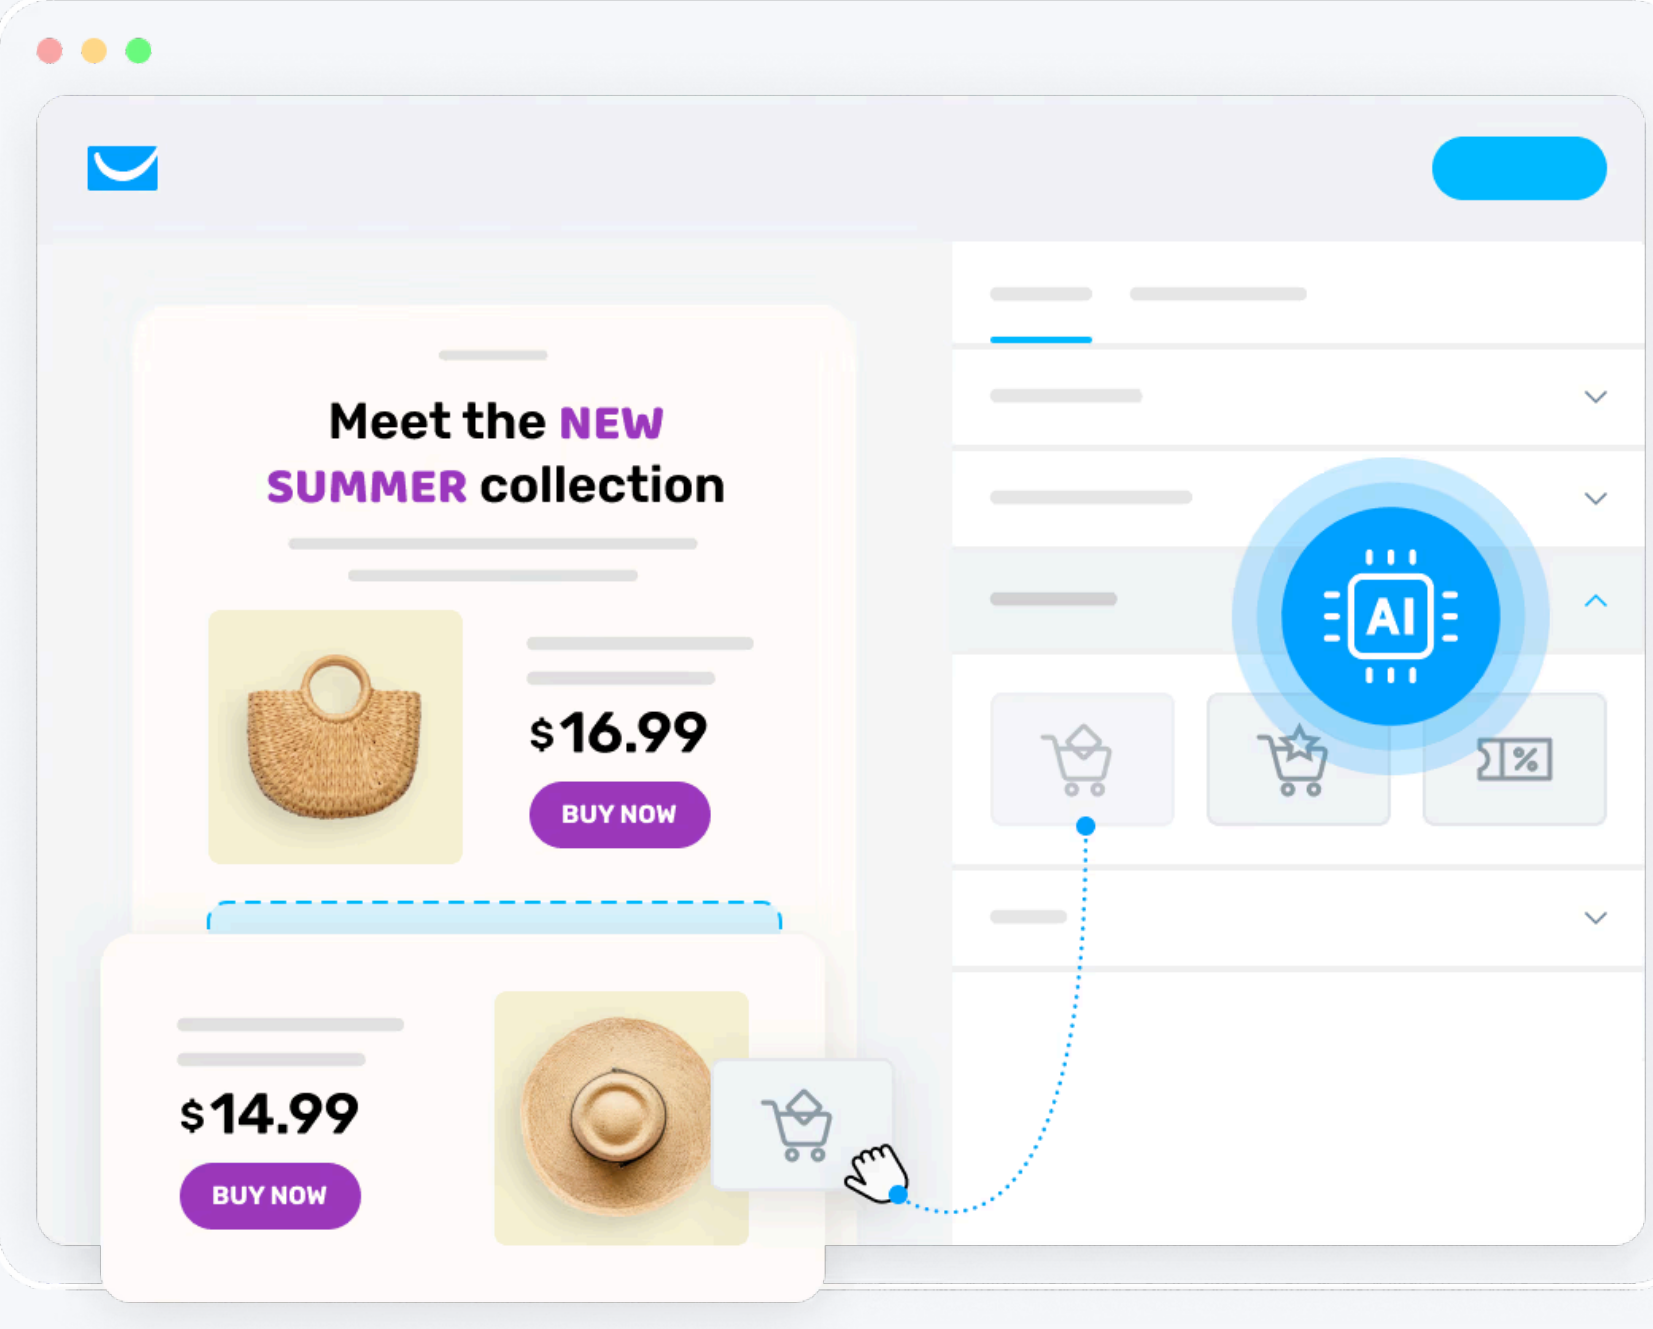 Meet the NEW
SUMMER collection
$16.99
BUY NOW
AI
%
$14.99
BUY NOW